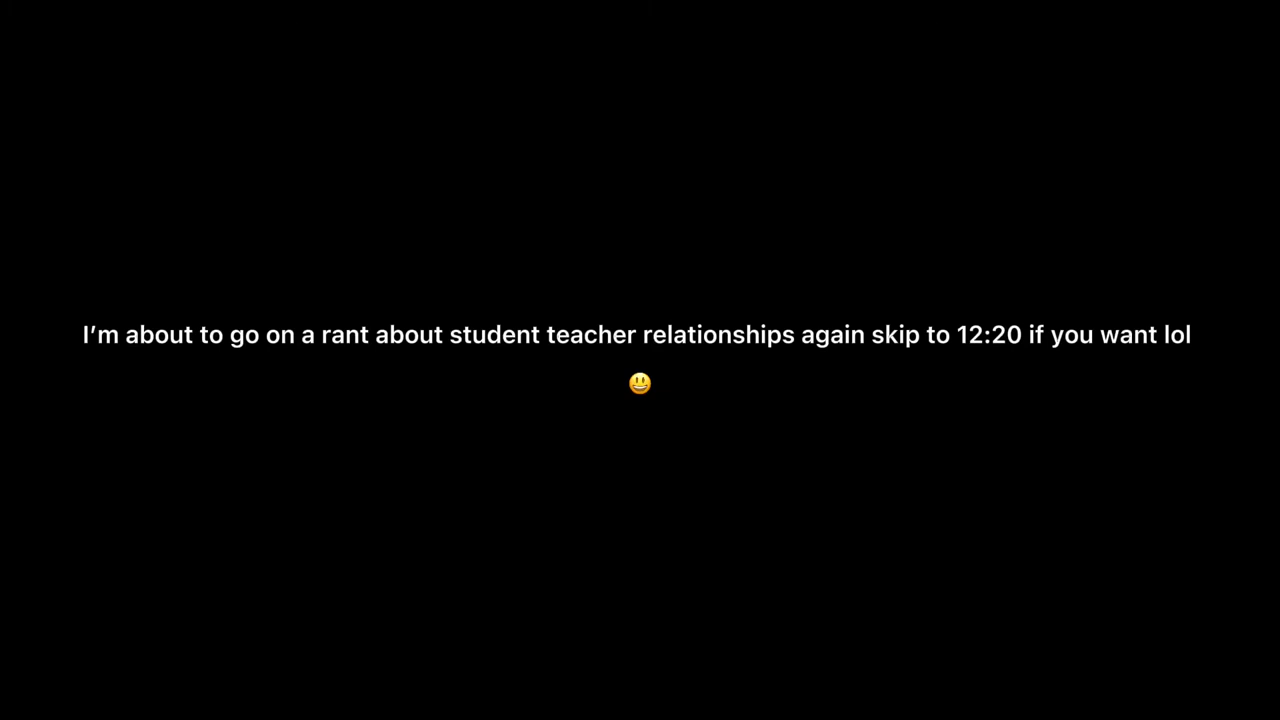 I’m about to go on a rant about student teacher relationships again skip to 12:20 if you want lol
😃